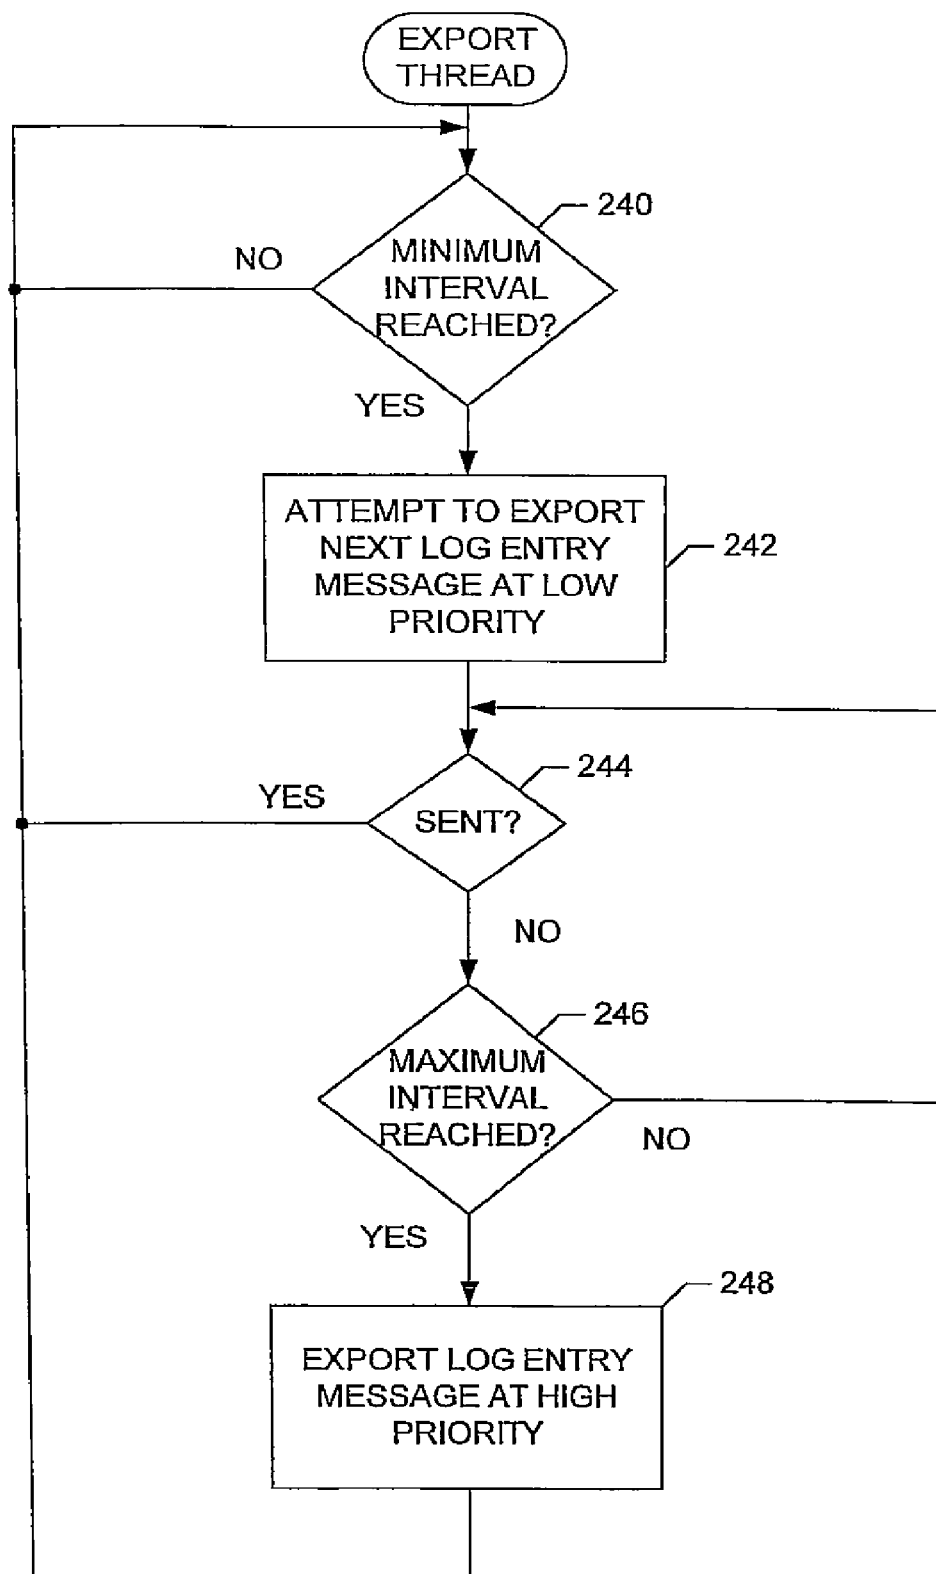 EXPORT
THREAD
240
NO
MINIMUM
INTERVAL
REACHED?
YES
ATTEMPT TO EXPORT
NEXT LOG ENTRY
MESSAGE AT LOW
PRIORITY
242
244
YES
SENT?
NO
246
MAXIMUM
INTERVAL
REACHED?
NO
YES
248
EXPORT LOG ENTRY
MESSAGE AT HIGH
PRIORITY